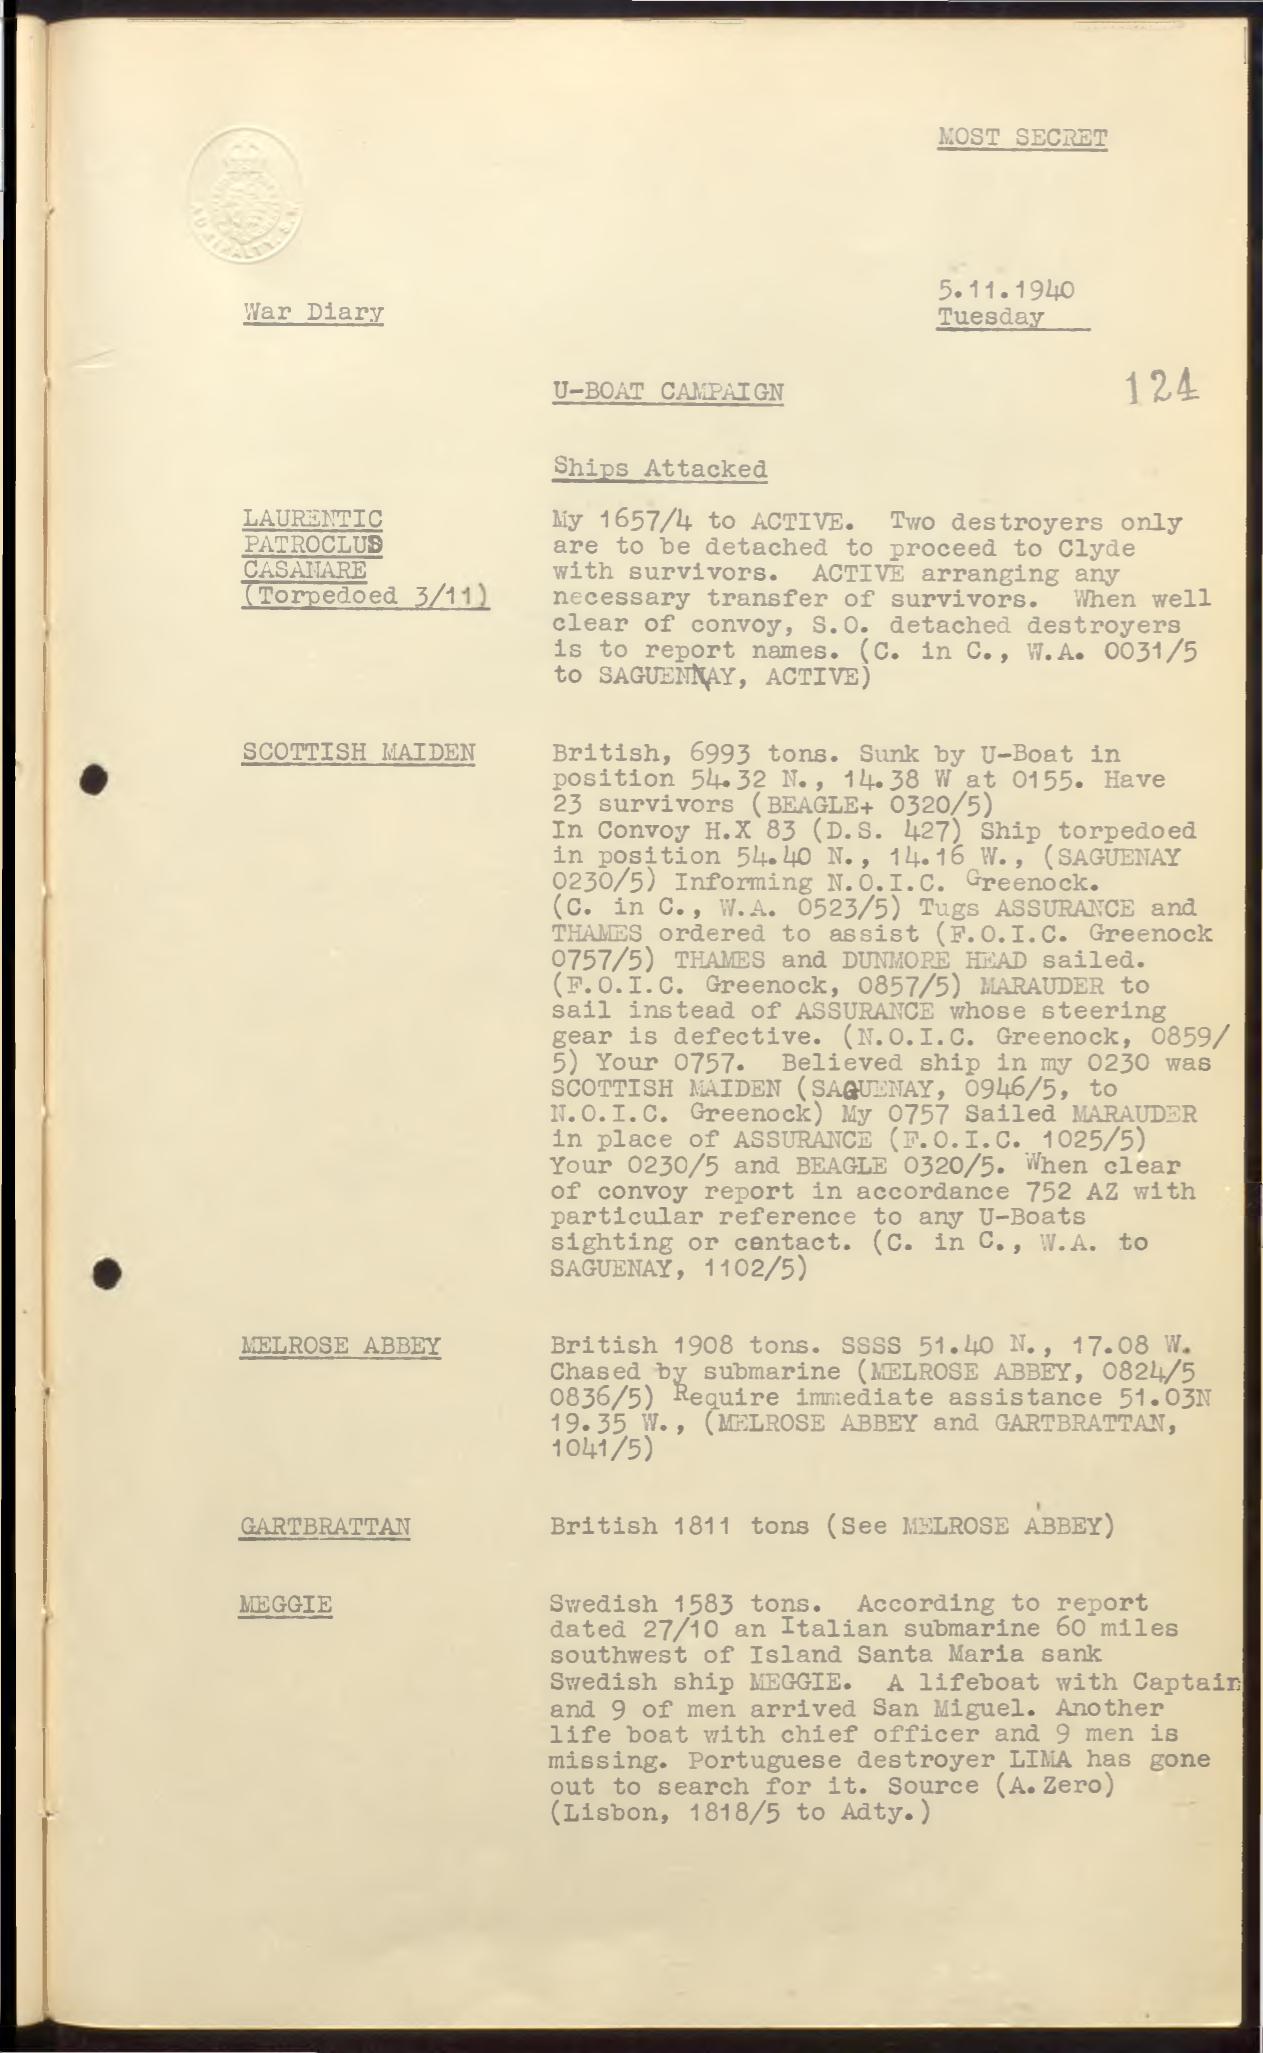 MOST SECRET
ADMIRALTY. S.W.
5.11.1940
War Diary
Tuesday
U-BOAT CAMPAIGN
124
Ships Attacked
LAURENTIC
PATROCLUS
CASANARE
(Torpedoed 3/11)
My 1657/4 to ACTIVE. Two destroyers only
are to be detached to proceed to Clyde
with survivors. ACTIVE arranging any
necessary transfer of survivors. When well
clear of convoy, S.O. detached destroyers
is to report names. (C. in C., W.A. 0031/5
to SAGUENNAY, ACTIVE)
SCOTTISH MAIDEN
British, 6993 tons. Sunk by U-Boat in
position 54.32 N., 14.38 W at 0155. Have
23 survivors (BEAGLE+ 0320/5)
In Convoy H.X 83 (D.S. 427) Ship torpedoed
in position 54.40 N., 14.16 W., (SAGUENAY
0230/5) Informing N.O.I.C. Greenock.
(C. in C., W.A. 0523/5) Tugs ASSURANCE and
THAMES ordered to assist (F.O.I.C. Greenock
0757/5) THAMES and DUNMORE HEAD sailed.
(F.O.I.C. Greenock, 0857/5) MARAUDER to
sail instead of ASSURANCE whose steering
gear is defective. (N.O.I.C. Greenock, 0859/
5) Your 0757. Believed ship in my 0230 was
SCOTTISH MAIDEN (SAGUENAY, 0946/5, to
N.O.I.C. Greenock) My 0757 Sailed MARAUDER
in place of ASSURANCE (F.O.I.C. 1025/5)
Your 0230/5 and BEAGLE 0320/5. When clear
of convoy report in accordance 752 AZ with
particular reference to any U-Boats
sighting or contact. (C. in C., W.A. to
SAGUENAY, 1102/5)
MELROSE ABBEY
British 1908 tons. SSSS 51.40 N., 17.08 W.
Chased by submarine (MELROSE ABBEY, 0824/5
0836/5) Require immediate assistance 51.03N
19.35 W., (MELROSE ABBEY and GARTBRATTAN,
1041/5)
GARTBRATTAN
British 1811 tons (See MELROSE ABBEY)
MEGGIE
Swedish 1583 tons. According to report
dated 27/10 an Italian submarine 60 miles
southwest of Island Santa Maria sank
Swedish ship MEGGIE. A lifeboat with Captain
and 9 of men arrived San Miguel. Another
life boat with chief officer and 9 men is
missing. Portuguese destroyer LIMA has gone
out to search for it. Source (A.Zero)
(Lisbon, 1818/5 to Adty.)